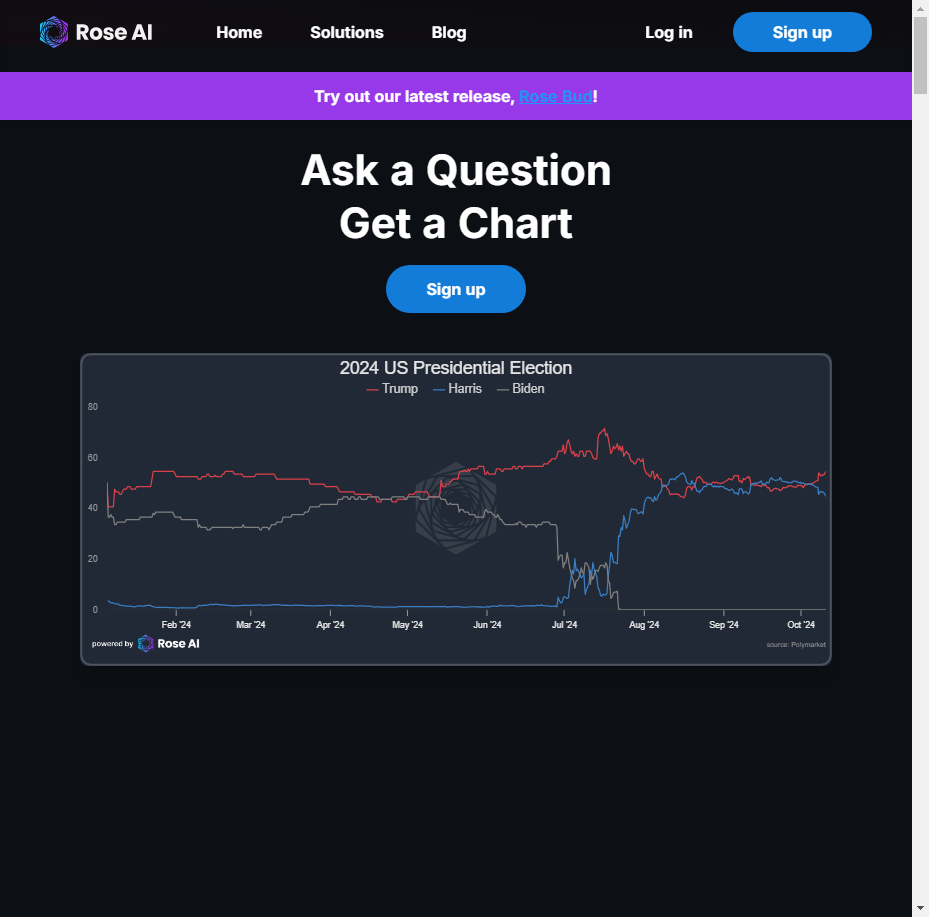 Rose AI
Home
Solutions
Blog
Log in
Sign up
Try out our latest release, Rose Bud!
Ask a Question
Get a Chart
Sign up
2024 US Presidential Election
Trump Harris Biden
80
60
40
20
0
Feb '24 Mar '24 Apr '24 May '24 Jun '24 Jul '24 Aug '24 Sep '24 Oct '24
powered by Rose AI
source: Polymarket